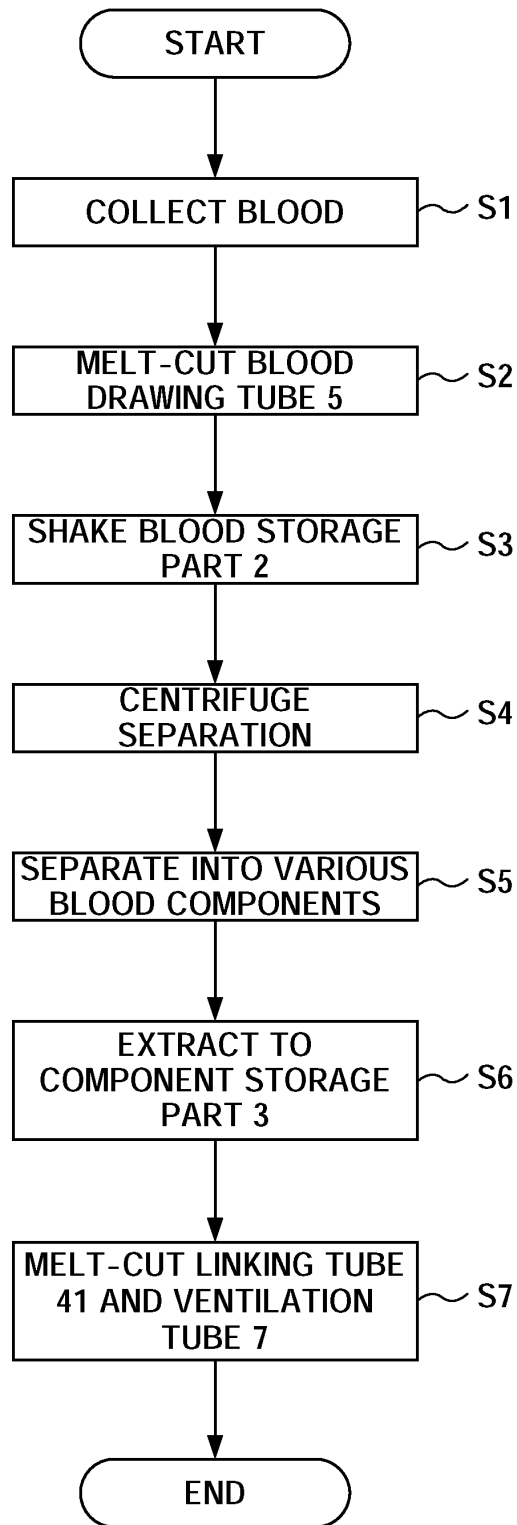 START
COLLECT BLOOD
S1
MELT-CUT BLOOD
DRAWING TUBE 5
S2
SHAKE BLOOD STORAGE
PART 2
S3
CENTRIFUGE
SEPARATION
S4
SEPARATE INTO VARIOUS
BLOOD COMPONENTS
S5
EXTRACT TO
COMPONENT STORAGE
PART 3
S6
MELT-CUT LINKING TUBE
41 AND VENTILATION
TUBE 7
S7
END